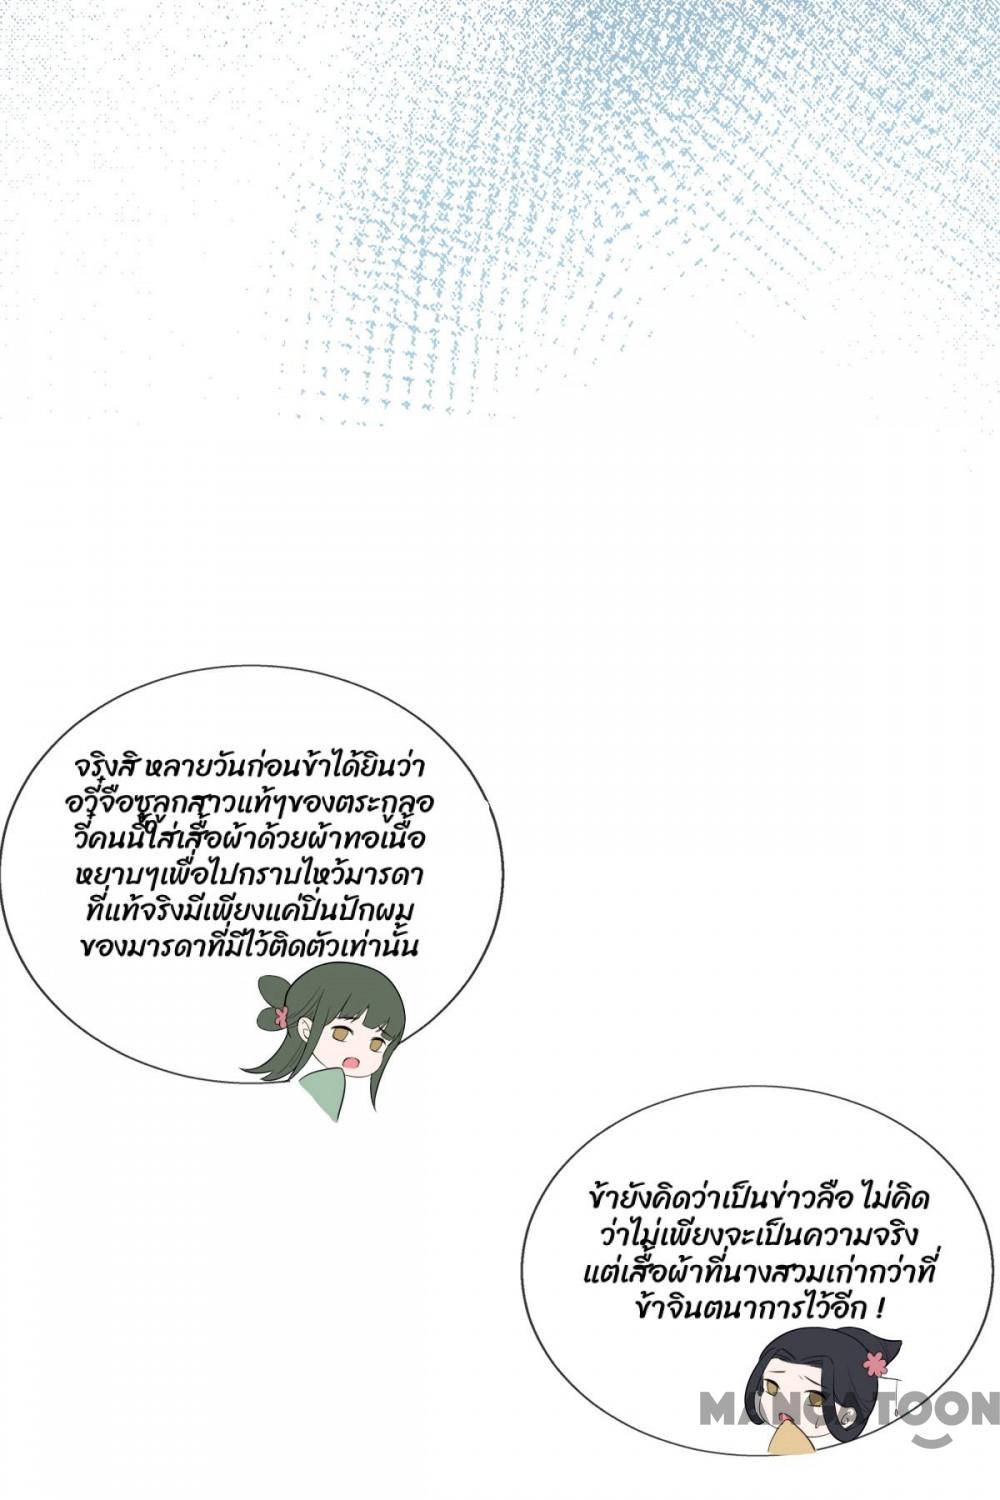 จริงสิ หลายวันก่อนข้าได้ยินว่า
อวี๋จือซูลูกสาวแท้ๆของตระกูลอ
วี๋คนนี้ใส่เสื้อผ้าด้วยผ้าทอเนื้อ
หยาบๆเพื่อไปกราบไหว้มารดา
ที่แท้จริงมีเพียงแค่ปิ่นปักผม
ของมารดาที่มีไว้ติดตัวเท่านั้น
ข้ายังคิดว่าเป็นข่าวลือ ไม่คิด
ว่าไม่เพียงจะเป็นความจริง
แต่เสื้อผ้าที่นางสวมเก่ากว่าที่
ข้าจินตนาการไว้อีก !
MANGATOON